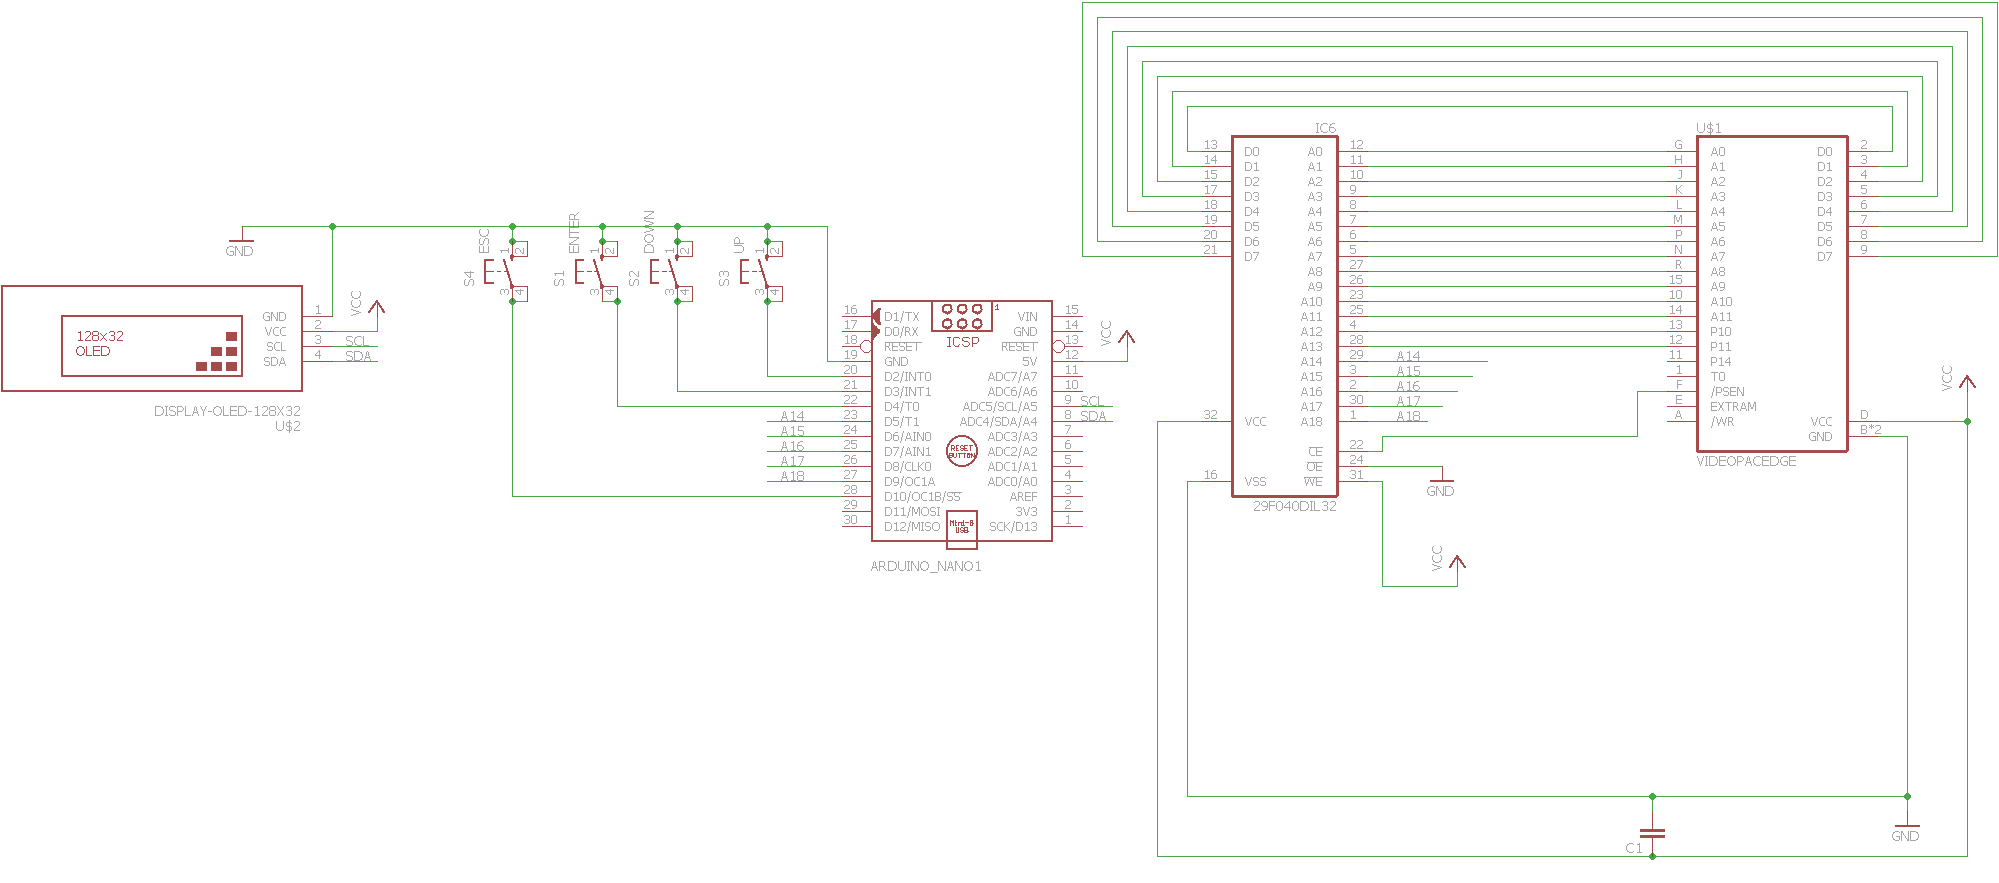 GND
128x32
OLED
GND 1
VCC 2
SCL 3
SDA 4
VCC
SCL
SDA
DISPLAY-OLED-128X32
U$2
ESC
S4
1 2
3 4
ENTER
S1
1 2
3 4
DOWN
S2
1 2
3 4
UP
S3
1 2
3 4
1
ICSP
16 D1/TX
17 D0/RX
18 RESET
19 GND
20 D2/INT0
21 D3/INT1
22 D4/T0
A14 23 D5/T1
A15 24 D6/AIN0
A16 25 D7/AIN1
A17 26 D8/CLK0
A18 27 D9/OC1A
28 D10/OC1B/SS
29 D11/MOSI
30 D12/MISO
RESET
BUTTON
USB
VIN 15
GND 14
RESET 13
5V 12
ADC7/A7 11
ADC6/A6 10
ADC5/SCL/A5 9 SCL
ADC4/SDA/A4 8 SDA
ADC3/A3 7
ADC2/A2 6
ADC1/A1 5
ADC0/A0 4
AREF 3
3V3 2
SCK/D13 1
VCC
ARDUINO_NANO1
IC6
13 D0
14 D1
15 D2
17 D3
18 D4
19 D5
20 D6
21 D7
32 VCC
16 VSS
A0 12
A1 11
A2 10
A3 9
A4 8
A5 7
A6 6
A7 5
A8 27
A9 26
A10 23
A11 25
A12 4
A13 28
A14 29 A14
A15 3 A15
A16 2 A16
A17 30 A17
A18 1 A18
CE 22
OE 24
WE 31
29F040DIL32
GND
VCC
U$1
G A0
H A1
J A2
K A3
L A4
M A5
P A6
N A7
R A8
15 A9
10 A10
14 A11
13 P10
12 P11
11 P14
1 T0
F /PSEN
E EXTRAM
A /WR
D0 2
D1 3
D2 4
D3 5
D4 6
D5 7
D6 8
D7 9
VCC D
GND B*2
VIDEOPACEDGE
VCC
C1
GND